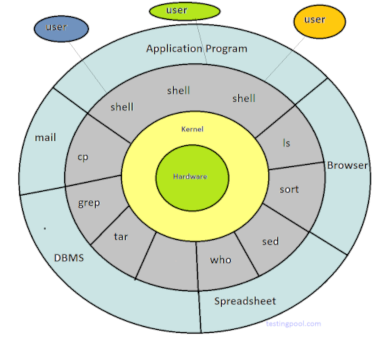 user
user
user
Application Program
shell
shell
shell
Kernel
mail
cp
ls
Browser
Hardware
sort
grep
tar
sed
who
DBMS
Spreadsheet
testingpool.com